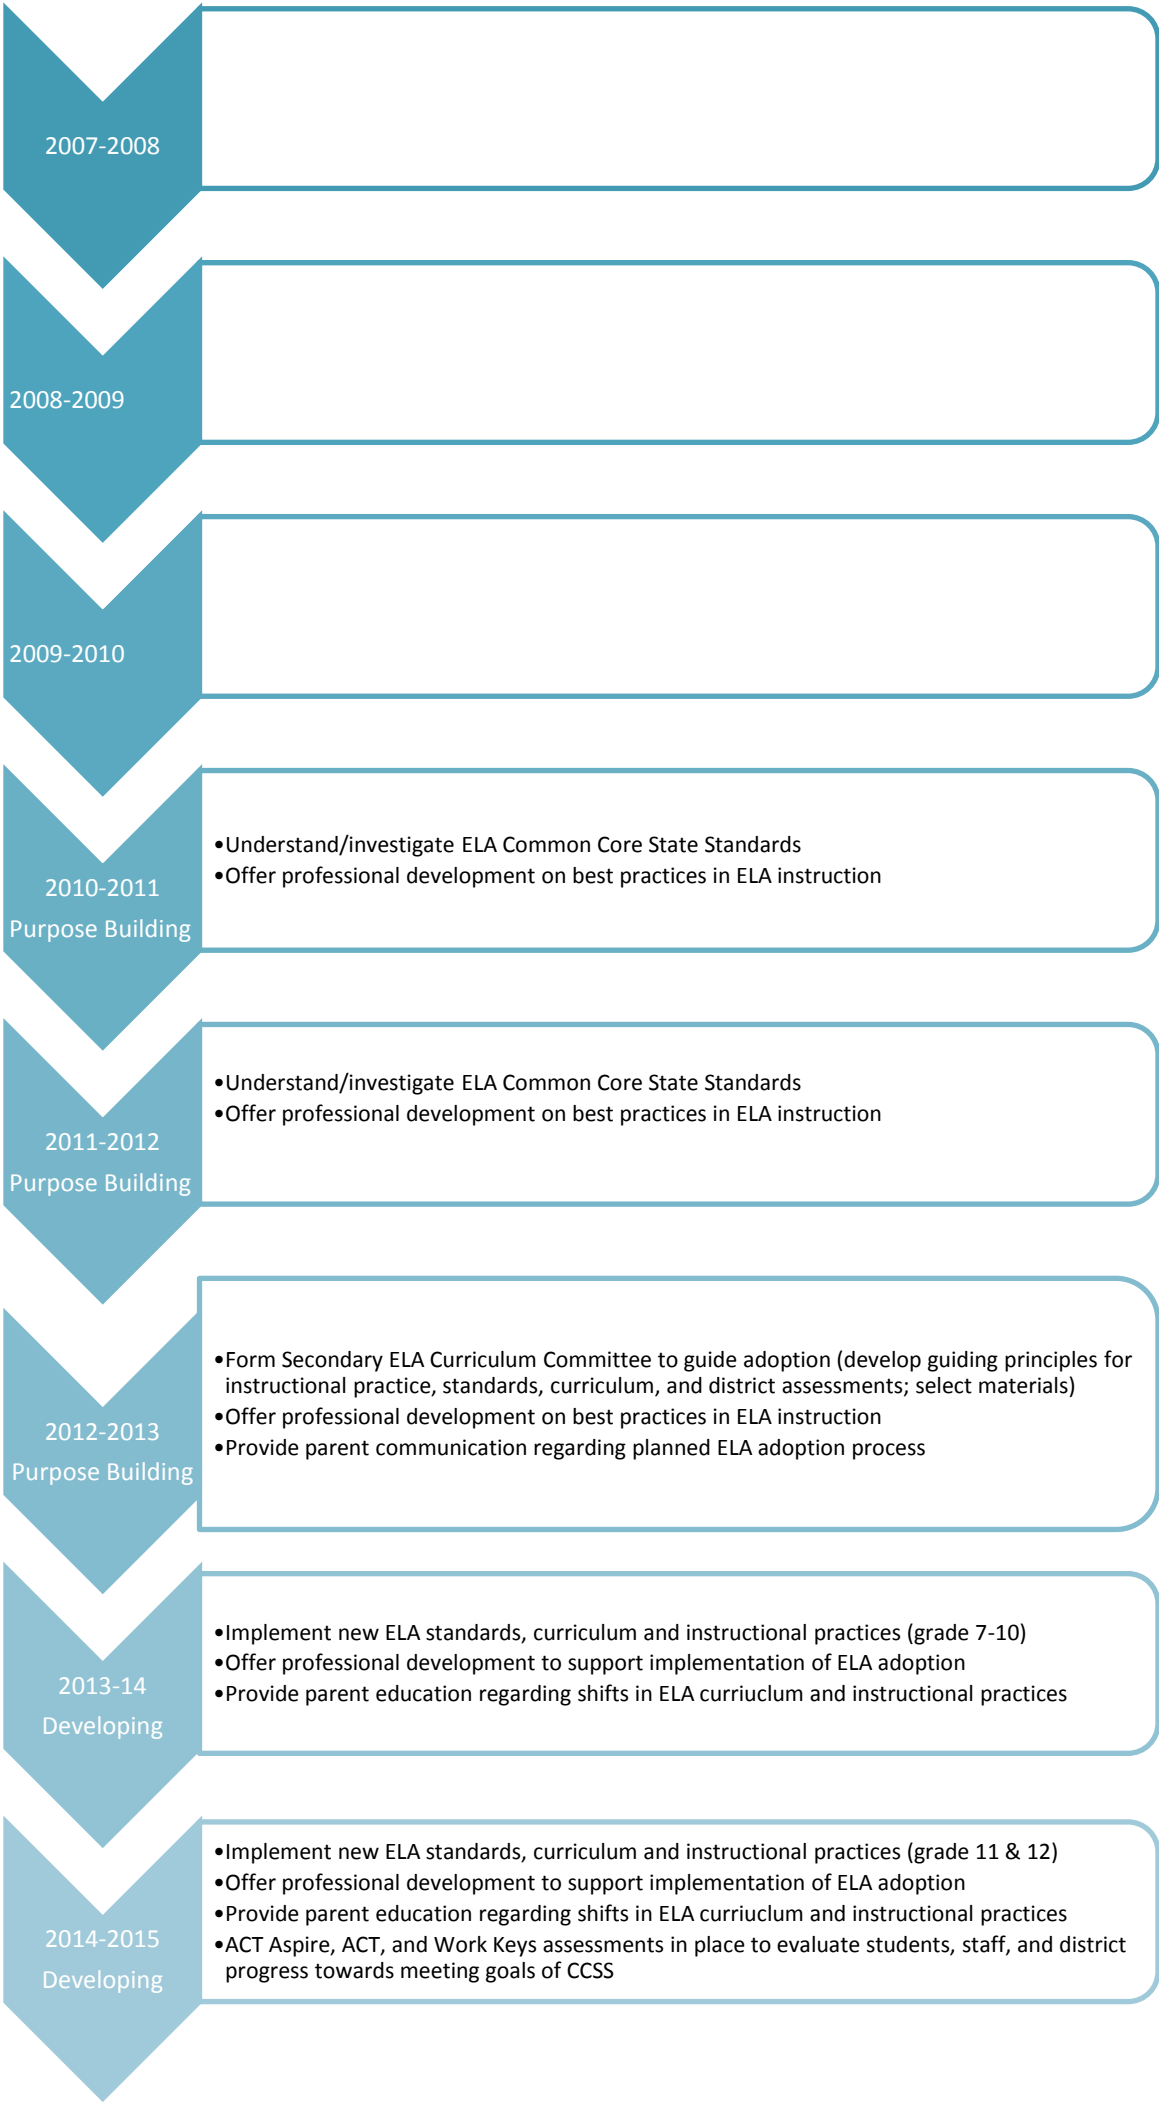 2007-2008
2008-2009
2009-2010
2010-2011
Purpose Building
•Understand/investigate ELA Common Core State Standards
•Offer professional development on best practices in ELA instruction
2011-2012
Purpose Building
•Understand/investigate ELA Common Core State Standards
•Offer professional development on best practices in ELA instruction
2012-2013
Purpose Building
•Form Secondary ELA Curriculum Committee to guide adoption (develop guiding principles for
instructional practice, standards, curriculum, and district assessments; select materials)
•Offer professional development on best practices in ELA instruction
•Provide parent communication regarding planned ELA adoption process
2013-14
Developing
•Implement new ELA standards, curriculum and instructional practices (grade 7-10)
•Offer professional development to support implementation of ELA adoption
•Provide parent education regarding shifts in ELA curriuclum and instructional practices
2014-2015
Developing
•Implement new ELA standards, curriculum and instructional practices (grade 11 & 12)
•Offer professional development to support implementation of ELA adoption
•Provide parent education regarding shifts in ELA curriuclum and instructional practices
•ACT Aspire, ACT, and Work Keys assessments in place to evaluate students, staff, and district
progress towards meeting goals of CCSS